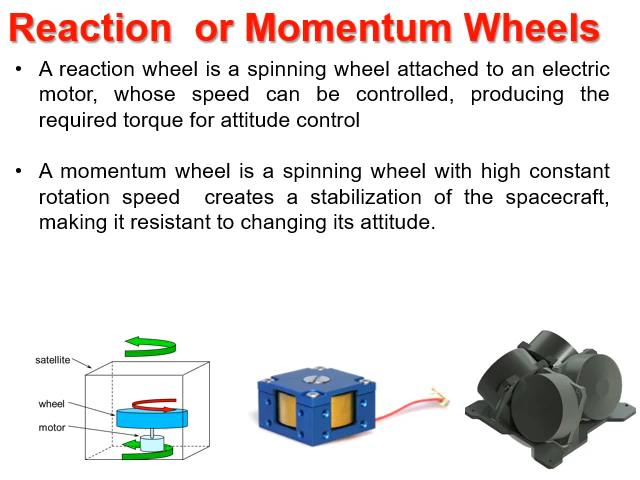 Reaction or Momentum Wheels
• A reaction wheel is a spinning wheel attached to an electric
motor, whose speed can be controlled, producing the
required torque for attitude control
• A momentum wheel is a spinning wheel with high constant
rotation speed creates a stabilization of the spacecraft,
making it resistant to changing its attitude.
satellite
wheel
motor